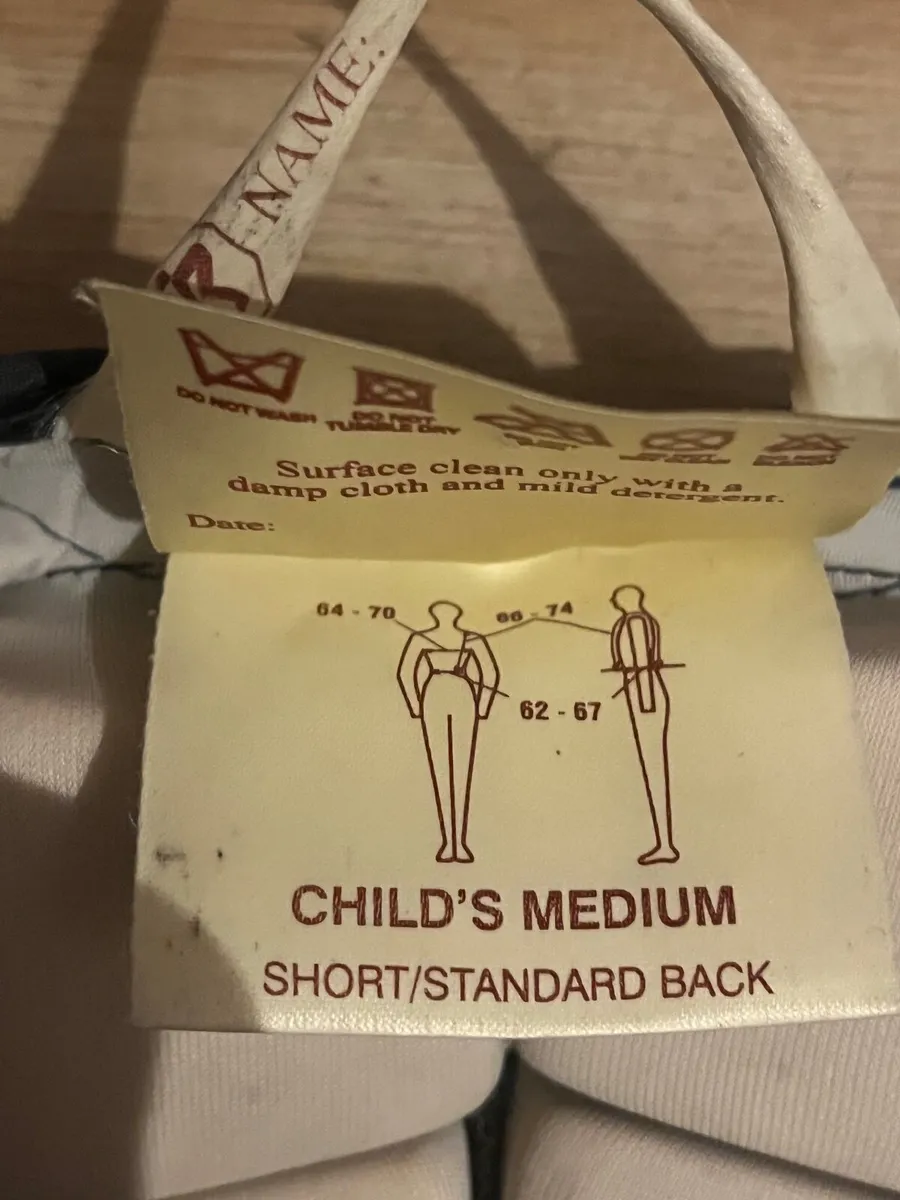 NAME:
DO NOT WASH
DO NOT
TUMBLE DRY
Surface clean only with a
damp cloth and mild detergent.
Date:
64 - 70
66 - 74
62 - 67
CHILD'S MEDIUM
SHORT/STANDARD BACK